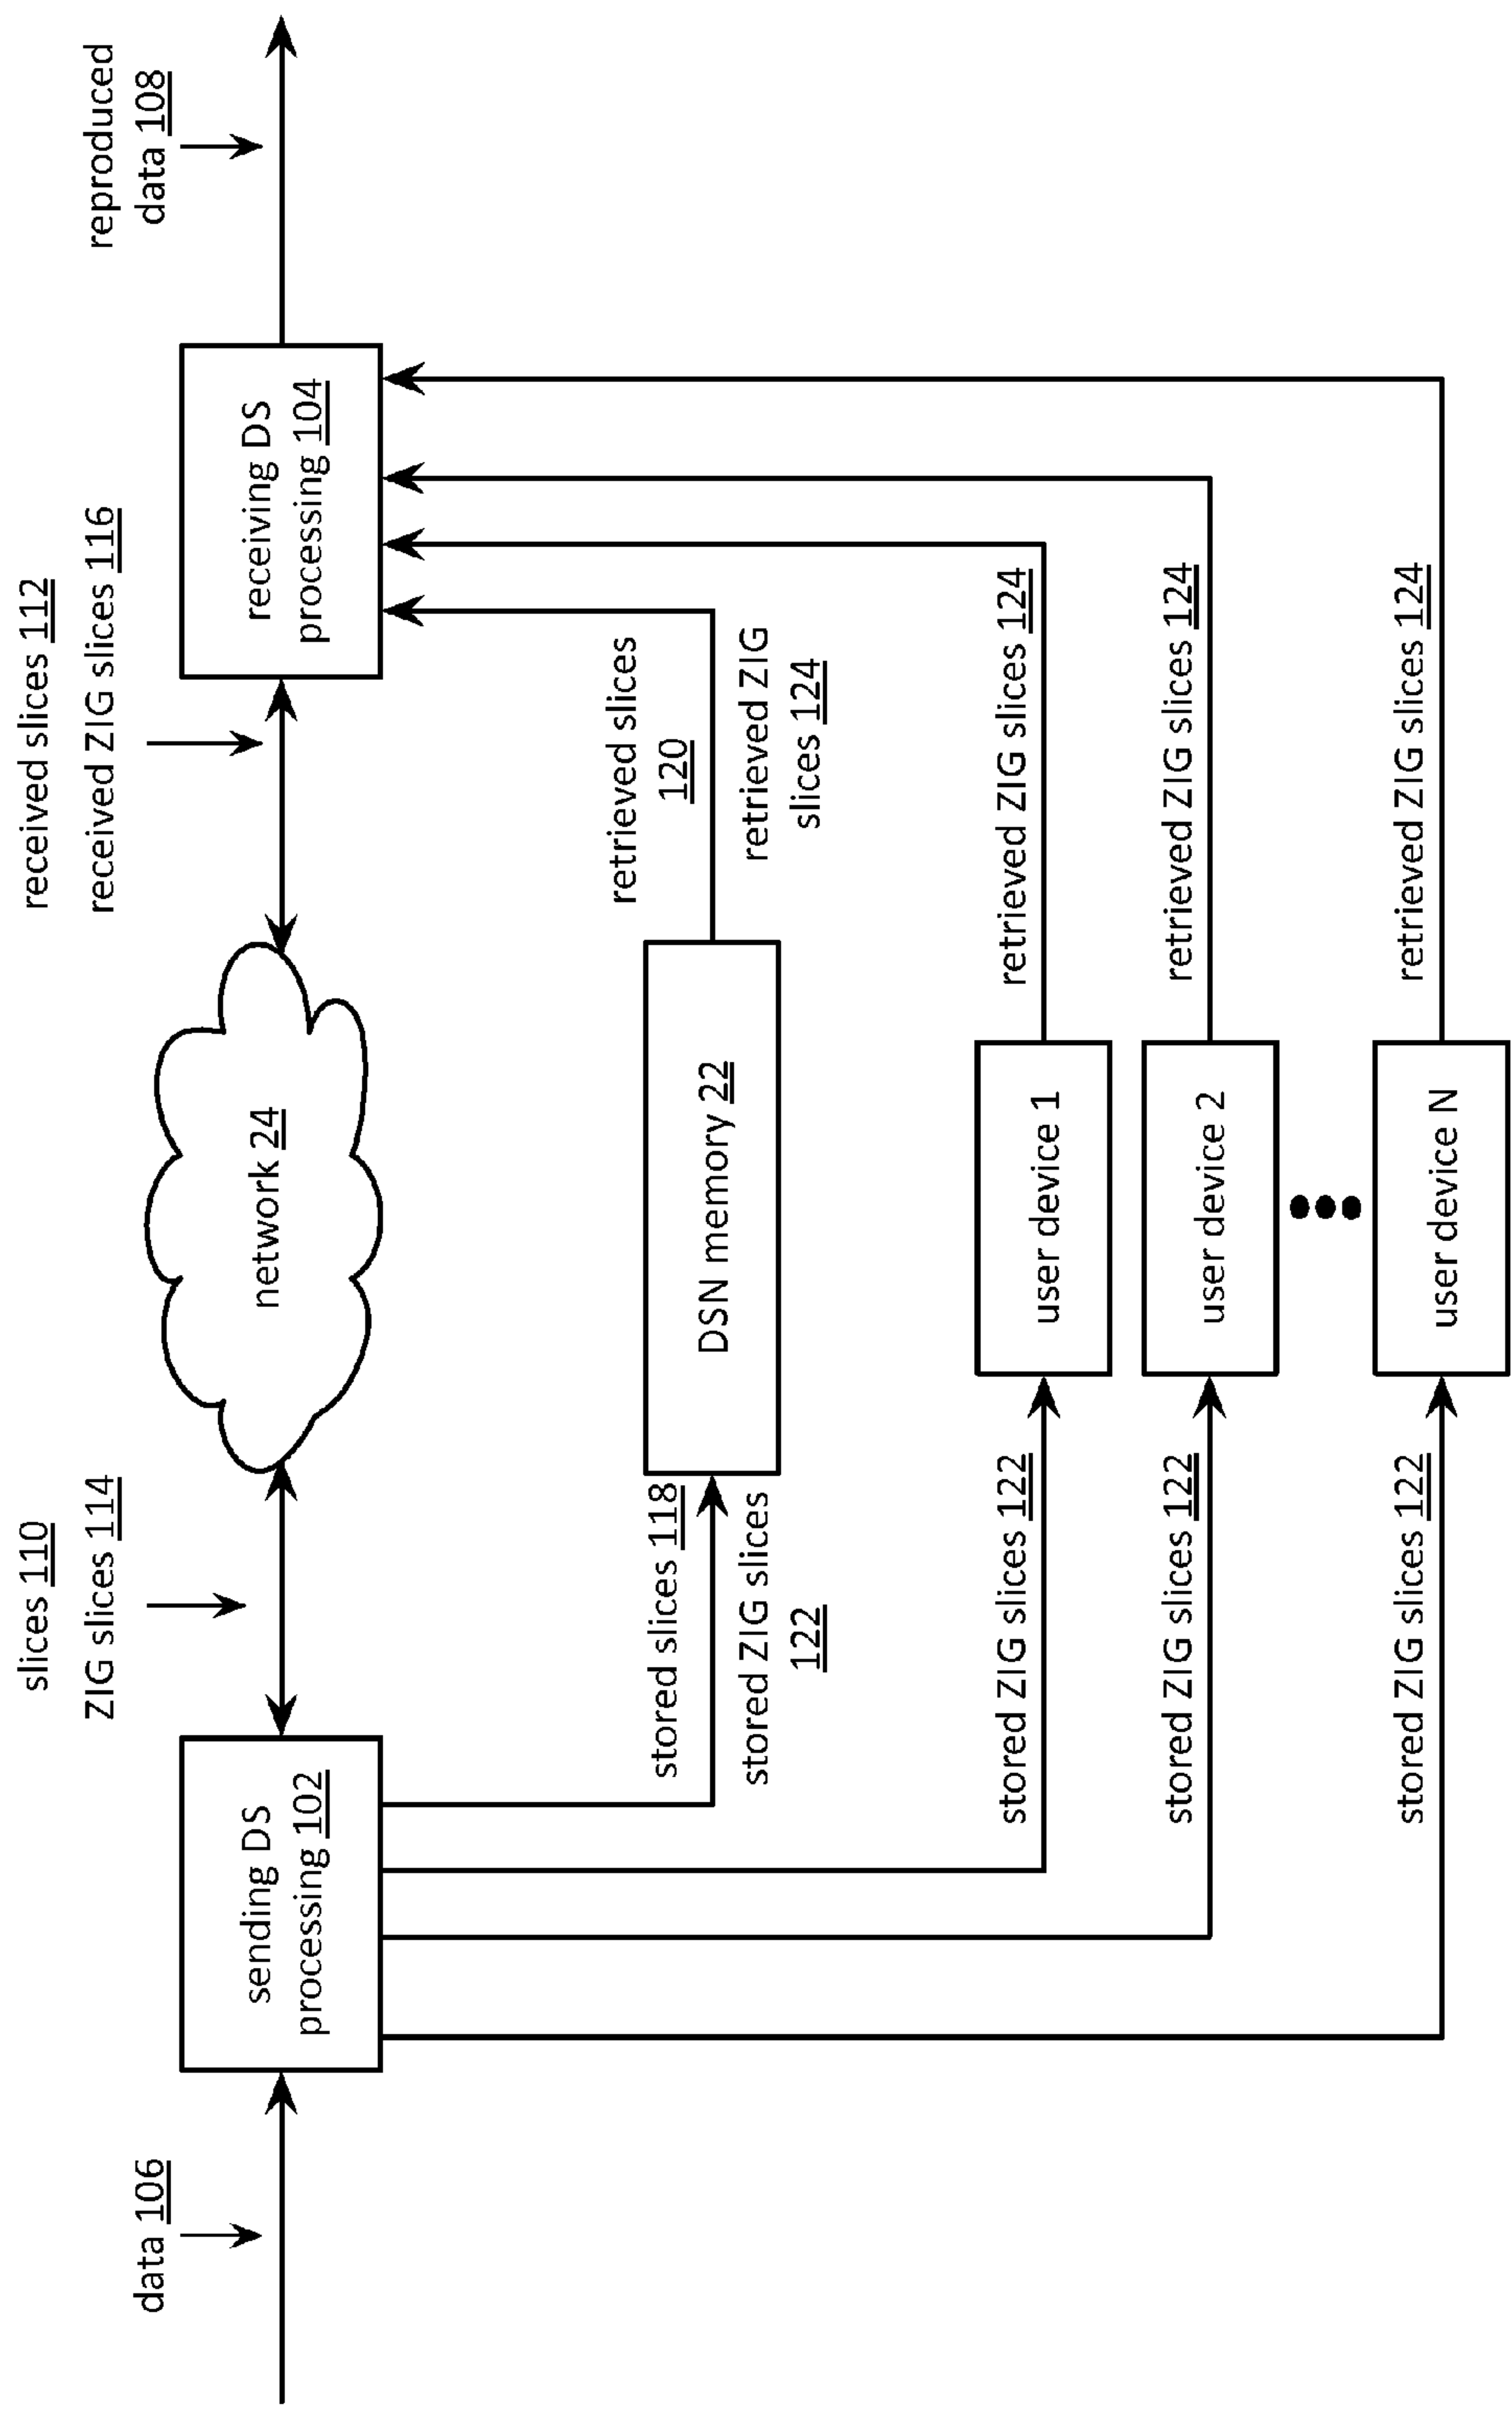 slices 110
ZIG slices 114
received slices 112
received ZIG slices 116
data 106
reproduced
data 108
sending DS
processing 102
network 24
receiving DS
processing 104
stored slices 118
stored ZIG slices
122
DSN memory 22
retrieved slices
120
retrieved ZIG
slices 124
stored ZIG slices 122
user device 1
retrieved ZIG slices 124
stored ZIG slices 122
user device 2
retrieved ZIG slices 124
stored ZIG slices 122
user device N
retrieved ZIG slices 124